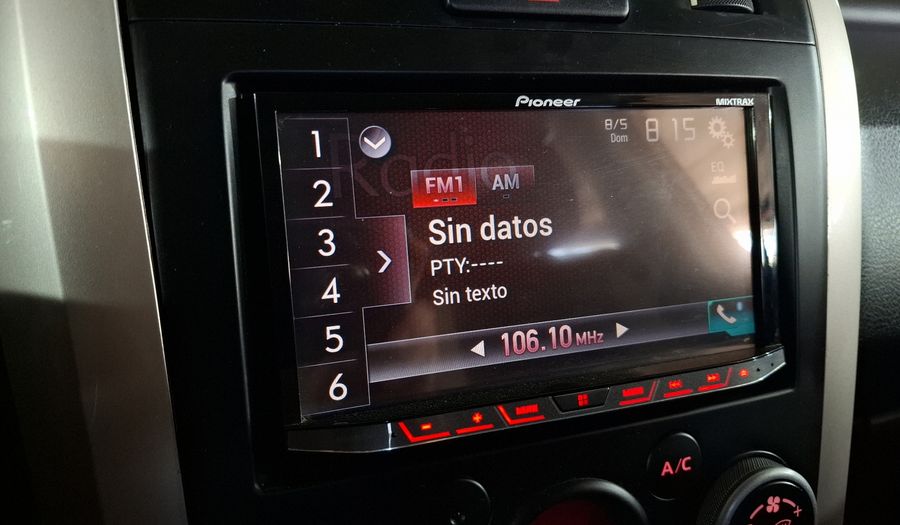 Pioneer
MIXTRAX
8/5
Dom
8 15
Radio
1
2
3
4
5
6
FM1
AM
EQ
Sin datos
PTY:----
Sin texto
106.10 MHz
- +
A/C
+